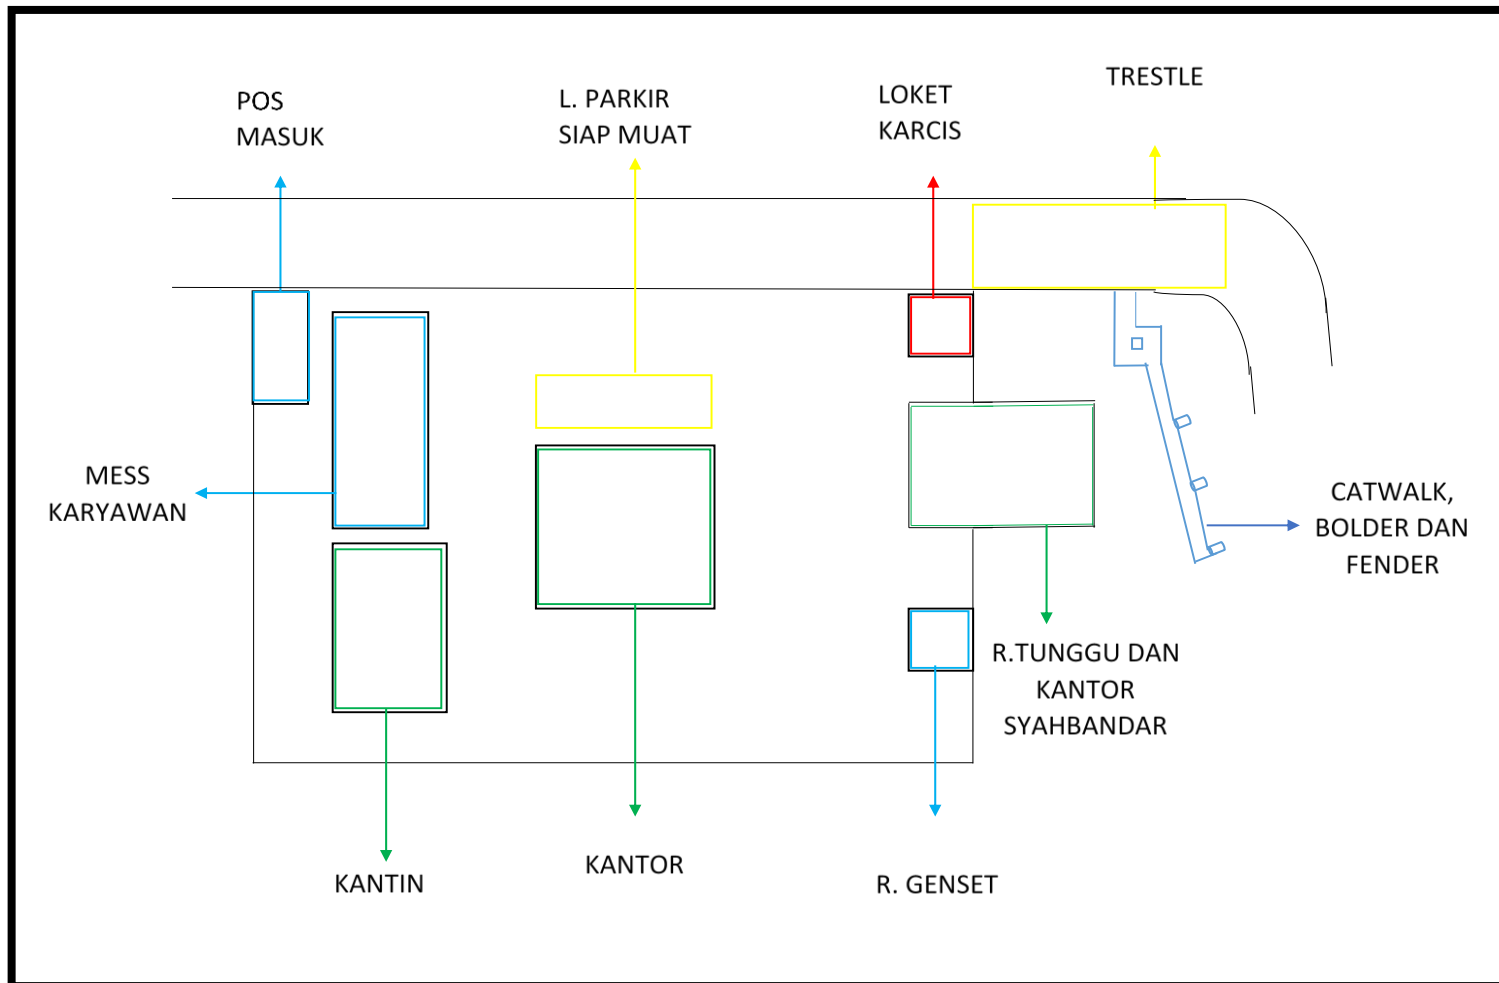 POS
MASUK
L. PARKIR
SIAP MUAT
LOKET
KARCIS
TRESTLE
MESS
KARYAWAN
CATWALK,
BOLDER DAN
FENDER
R.TUNGGU DAN
KANTOR
SYAHBANDAR
KANTIN
KANTOR
R. GENSET